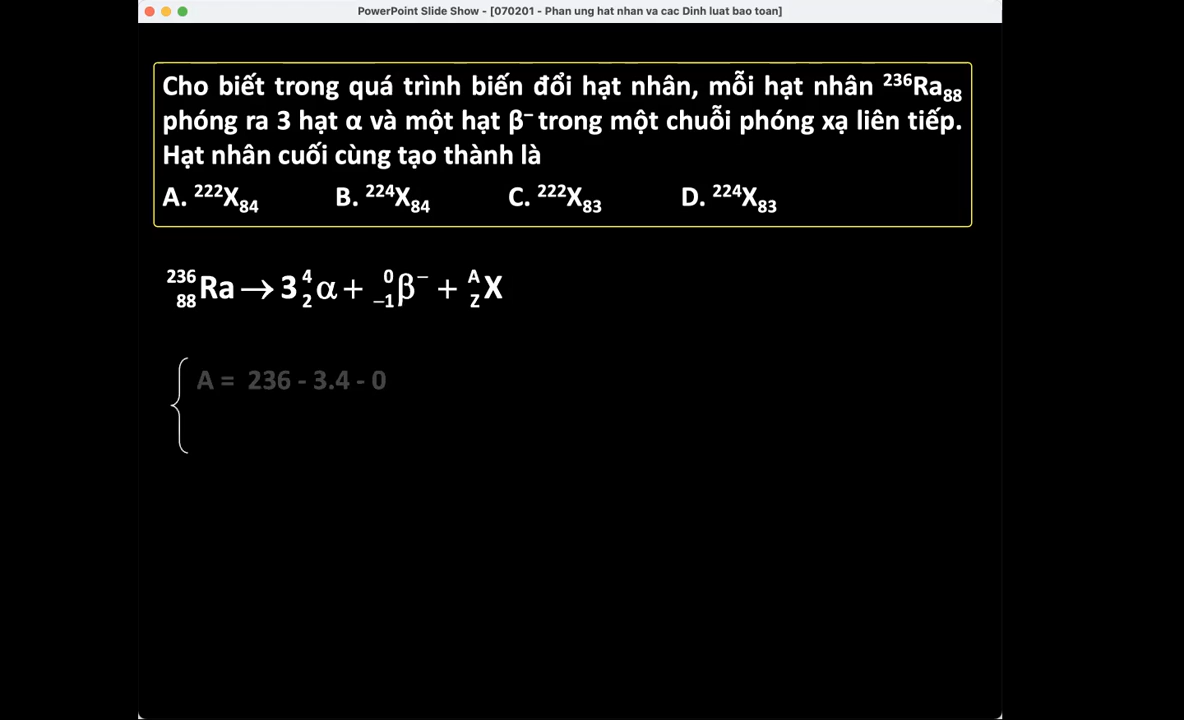 PowerPoint Slide Show - [070201 - Phan ung hat nhan va cac Dinh luat bao toan]
Cho biết trong quá trình biến đổi hạt nhân, mỗi hạt nhân ²³⁶Ra₈₈
phóng ra 3 hạt α và một hạt β⁻ trong một chuỗi phóng xạ liên tiếp.
Hạt nhân cuối cùng tạo thành là
A. ²²²X₈₄ B. ²²⁴X₈₄ C. ²²²X₈₃ D. ²²⁴X₈₃
²³⁶₈₈Ra → 3⁴₂α + ⁰₋₁β⁻ + ᴬ_ZX
A = 236 - 3.4 - 0